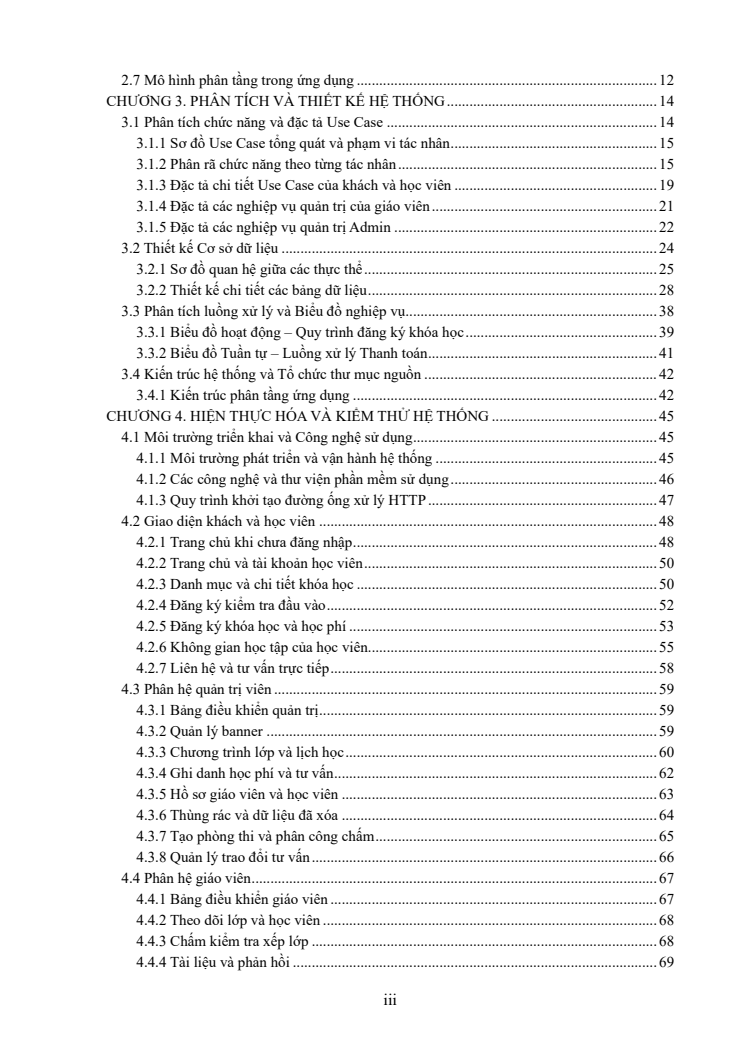 2.7 Mô hình phân tầng trong ứng dụng ........ 12
CHƯƠNG 3. PHÂN TÍCH VÀ THIẾT KẾ HỆ THỐNG ........ 14
3.1 Phân tích chức năng và đặc tả Use Case ........ 14
3.1.1 Sơ đồ Use Case tổng quát và phạm vi tác nhân ........ 15
3.1.2 Phân rã chức năng theo từng tác nhân ........ 15
3.1.3 Đặc tả chi tiết Use Case của khách và học viên ........ 19
3.1.4 Đặc tả các nghiệp vụ quản trị của giáo viên ........ 21
3.1.5 Đặc tả các nghiệp vụ quản trị Admin ........ 22
3.2 Thiết kế Cơ sở dữ liệu ........ 24
3.2.1 Sơ đồ quan hệ giữa các thực thể ........ 25
3.2.2 Thiết kế chi tiết các bảng dữ liệu ........ 28
3.3 Phân tích luồng xử lý và Biểu đồ nghiệp vụ ........ 38
3.3.1 Biểu đồ hoạt động – Quy trình đăng ký khóa học ........ 39
3.3.2 Biểu đồ Tuần tự – Luồng xử lý Thanh toán ........ 41
3.4 Kiến trúc hệ thống và Tổ chức thư mục nguồn ........ 42
3.4.1 Kiến trúc phân tầng ứng dụng ........ 42
CHƯƠNG 4. HIỆN THỰC HÓA VÀ KIỂM THỬ HỆ THỐNG ........ 45
4.1 Môi trường triển khai và Công nghệ sử dụng ........ 45
4.1.1 Môi trường phát triển và vận hành hệ thống ........ 45
4.1.2 Các công nghệ và thư viện phần mềm sử dụng ........ 46
4.1.3 Quy trình khởi tạo đường ống xử lý HTTP ........ 47
4.2 Giao diện khách và học viên ........ 48
4.2.1 Trang chủ khi chưa đăng nhập ........ 48
4.2.2 Trang chủ và tài khoản học viên ........ 50
4.2.3 Danh mục và chi tiết khóa học ........ 50
4.2.4 Đăng ký kiểm tra đầu vào ........ 52
4.2.5 Đăng ký khóa học và học phí ........ 53
4.2.6 Không gian học tập của học viên ........ 55
4.2.7 Liên hệ và tư vấn trực tiếp ........ 58
4.3 Phân hệ quản trị viên ........ 59
4.3.1 Bảng điều khiển quản trị ........ 59
4.3.2 Quản lý banner ........ 59
4.3.3 Chương trình lớp và lịch học ........ 60
4.3.4 Ghi danh học phí và tư vấn ........ 62
4.3.5 Hồ sơ giáo viên và học viên ........ 63
4.3.6 Thùng rác và dữ liệu đã xóa ........ 64
4.3.7 Tạo phòng thi và phân công chấm ........ 65
4.3.8 Quản lý trao đổi tư vấn ........ 66
4.4 Phân hệ giáo viên ........ 67
4.4.1 Bảng điều khiển giáo viên ........ 67
4.4.2 Theo dõi lớp và học viên ........ 68
4.4.3 Chấm kiểm tra xếp lớp ........ 68
4.4.4 Tài liệu và phản hồi ........ 69
iii